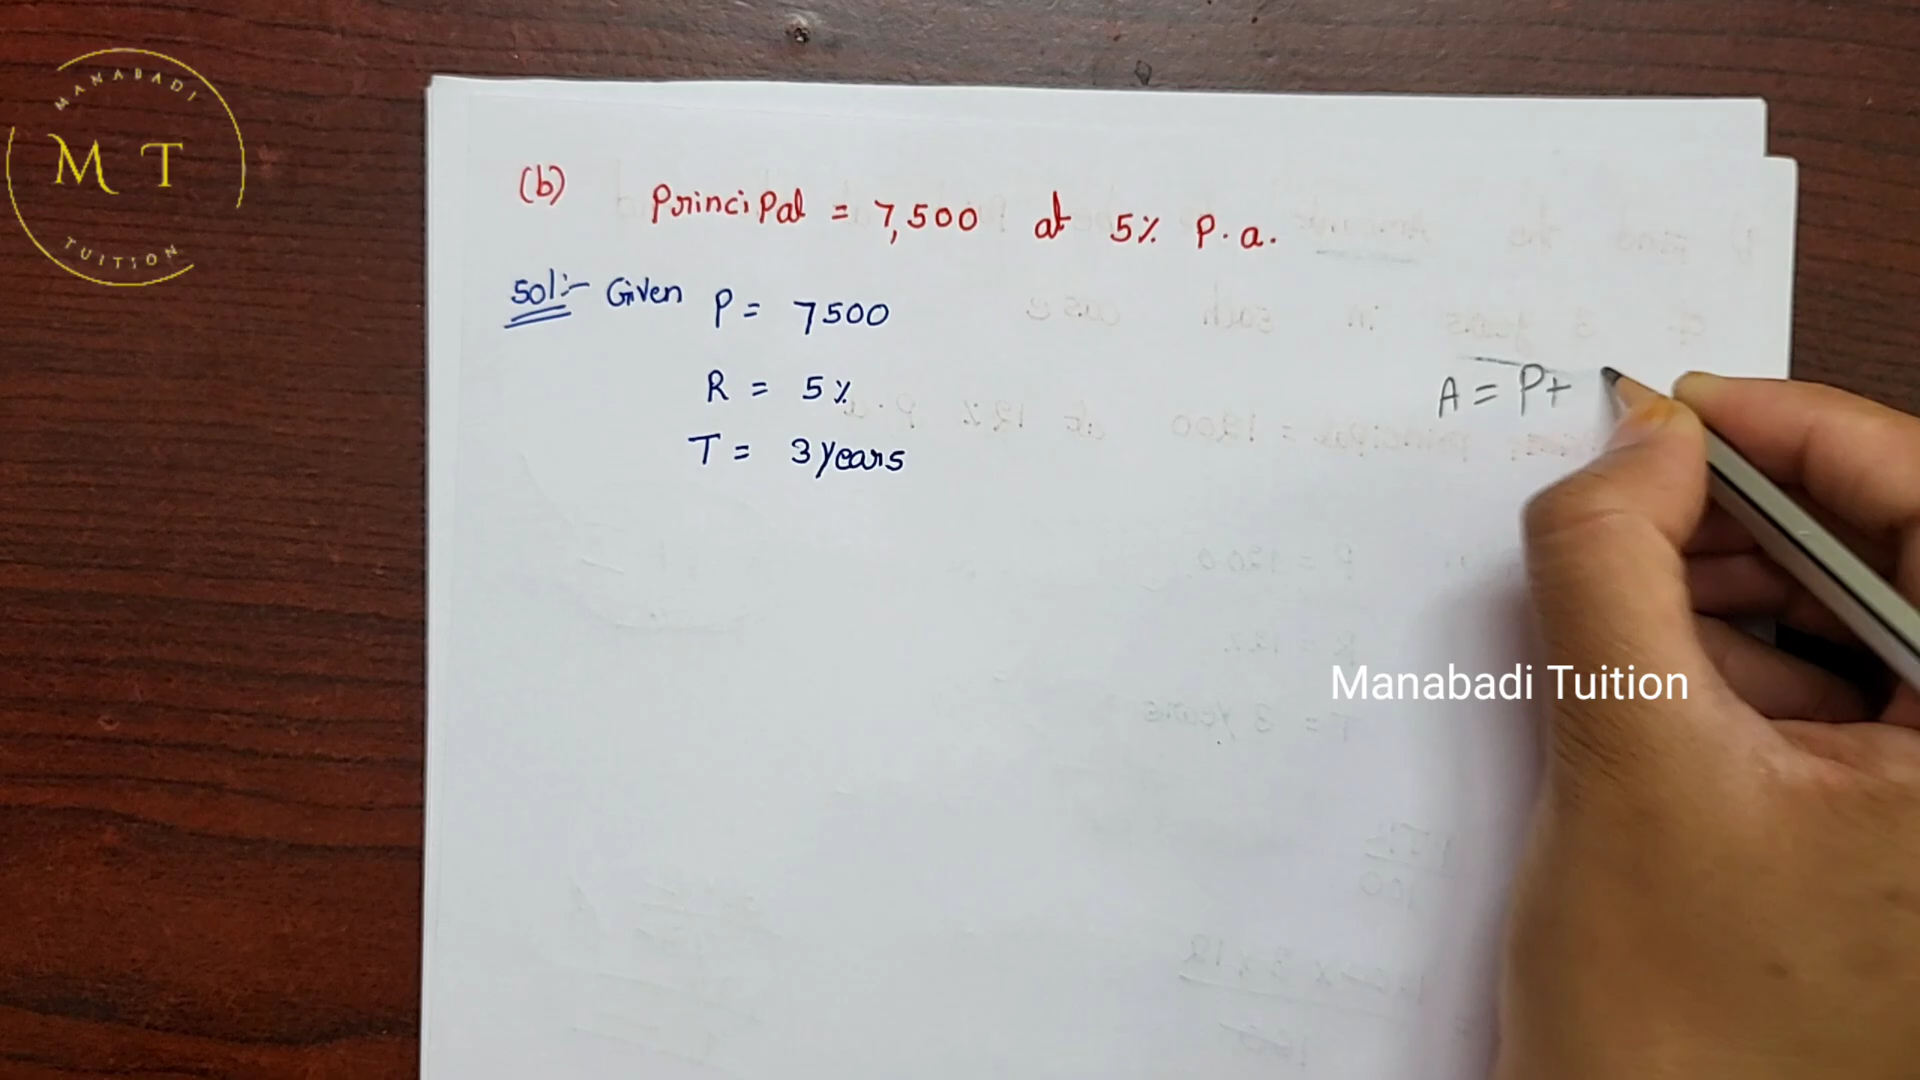 MANABADI
M T
TUITION
(b) Principal = 7,500 at 5% P.a.
Sol:- Given P = 7500
R = 5%
T = 3 years
A = P+
Manabadi Tuition